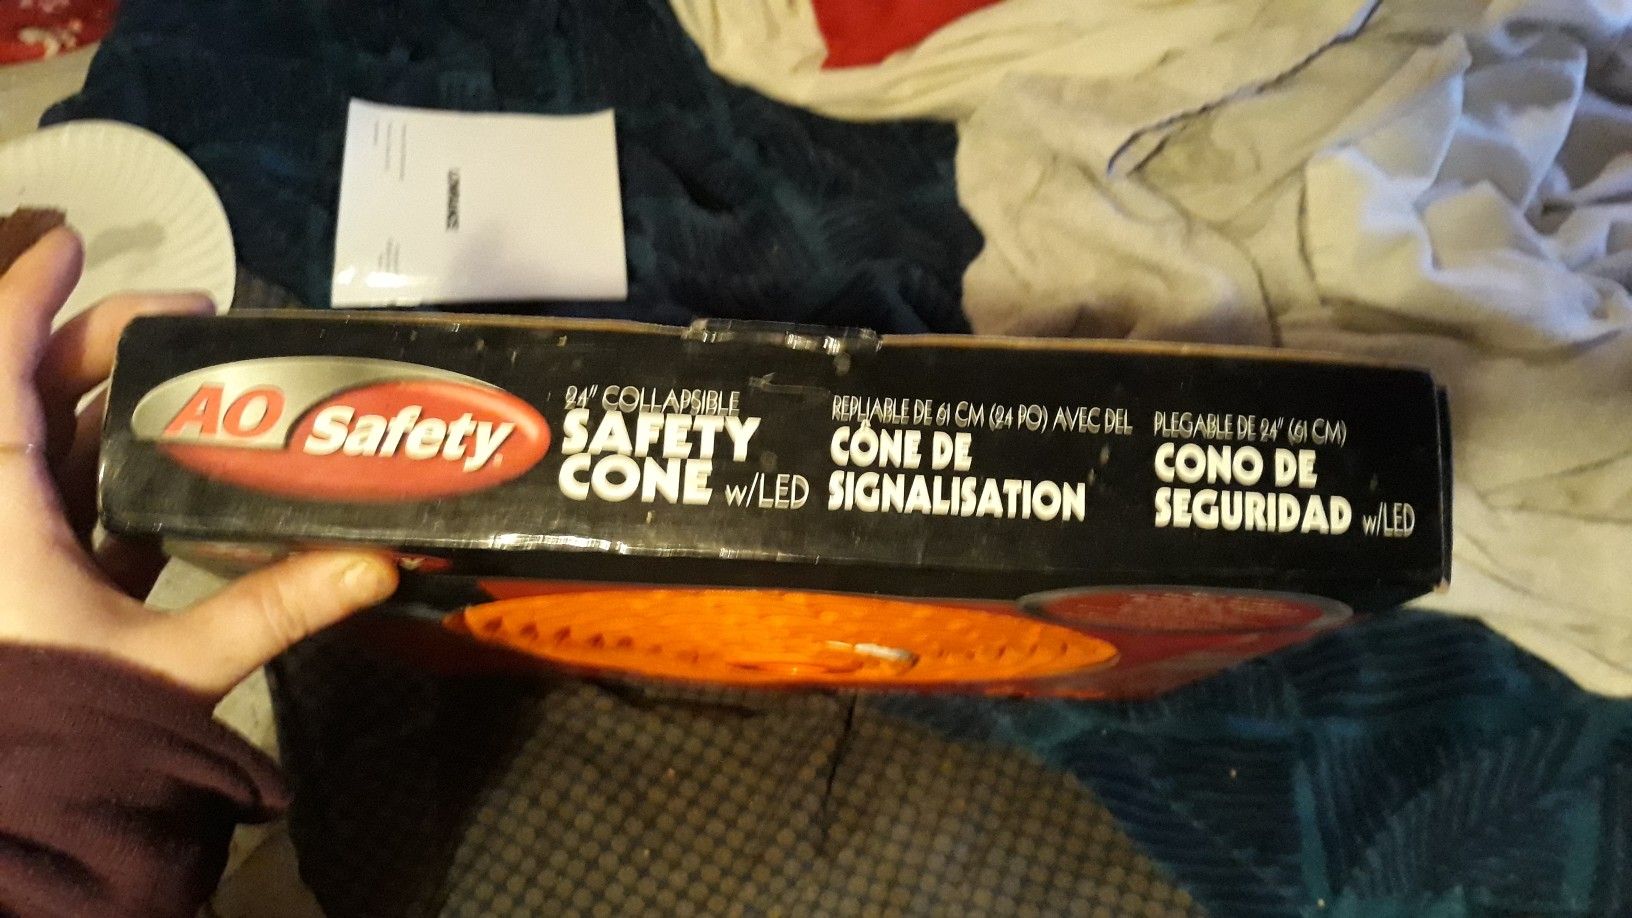 AO Safety
24" COLLAPSIBLE
SAFETY
CONE w/LED
REPLIABLE DE 61 CM (24 PO) AVEC DEL
CÔNE DE
SIGNALISATION
PLEGABLE DE 24" (61 CM)
CONO DE
SEGURIDAD w/LED